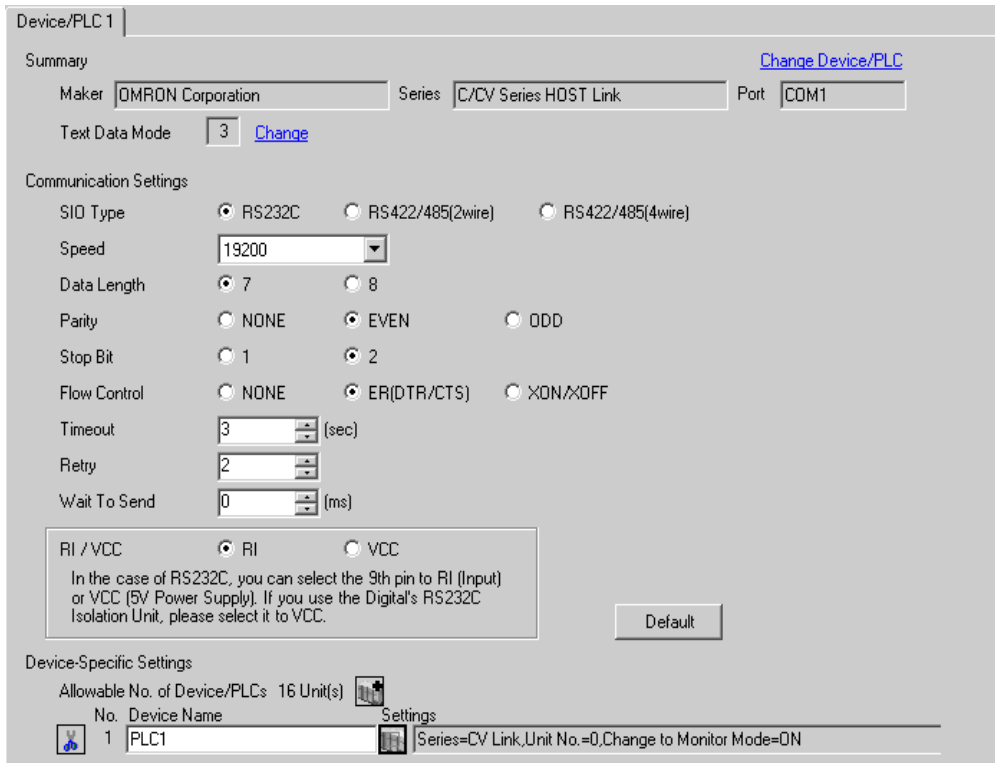 Device/PLC 1
Summary Change Device/PLC
Maker OMRON Corporation Series C/CV Series HOST Link Port COM1
Text Data Mode 3 Change
Communication Settings
SIO Type RS232C RS422/485(2wire) RS422/485(4wire)
Speed 19200
Data Length 7 8
Parity NONE EVEN ODD
Stop Bit 1 2
Flow Control NONE ER(DTR/CTS) XON/XOFF
Timeout 3 (sec)
Retry 2
Wait To Send 0 (ms)
RI / VCC RI VCC
In the case of RS232C, you can select the 9th pin to RI (Input)
or VCC (5V Power Supply). If you use the Digital's RS232C
Isolation Unit, please select it to VCC.
Default
Device-Specific Settings
Allowable No. of Device/PLCs 16 Unit(s)
No. Device Name Settings
1 PLC1 Series=CV Link,Unit No.=0,Change to Monitor Mode=ON